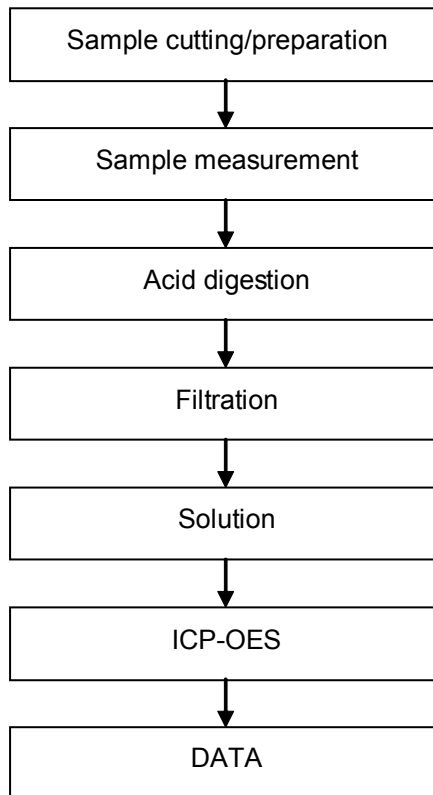 Sample cutting/preparation
Sample measurement
Acid digestion
Filtration
Solution
ICP-OES
DATA